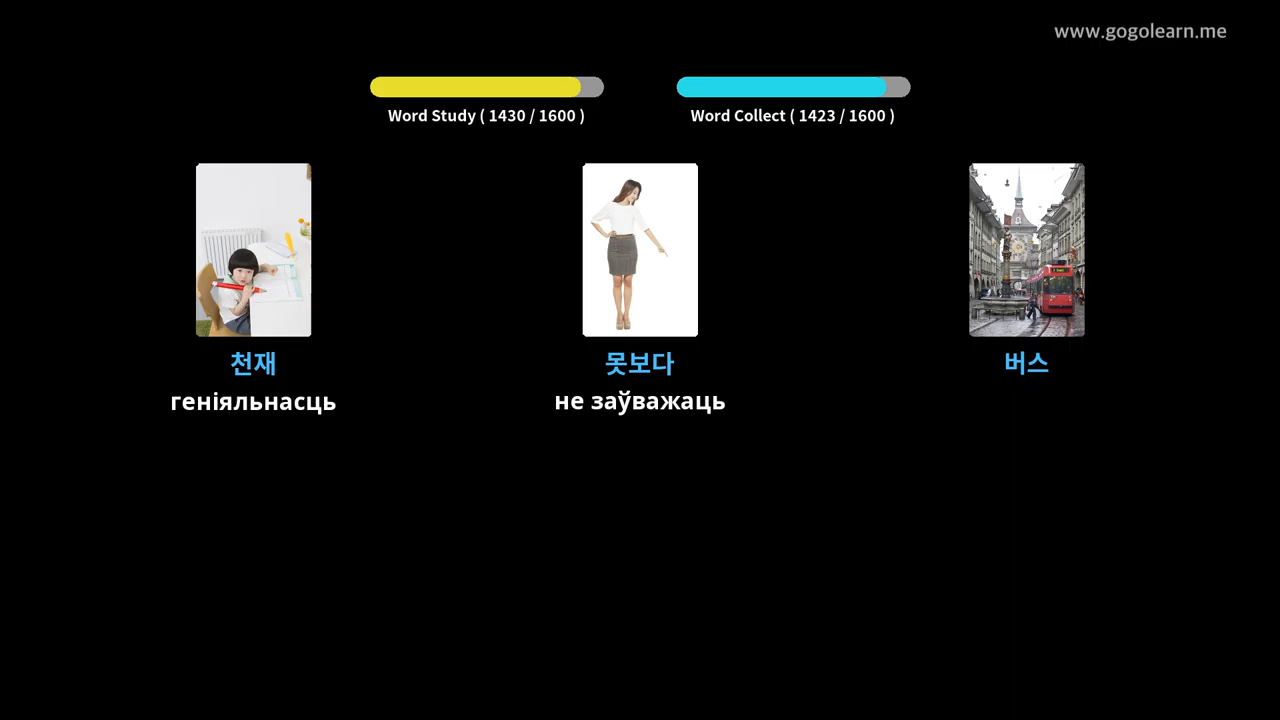 www.gogolearn.me
Word Study ( 1430 / 1600 )
Word Collect ( 1423 / 1600 )
천재
геніяльнасць
못보다
не заўважаць
버스